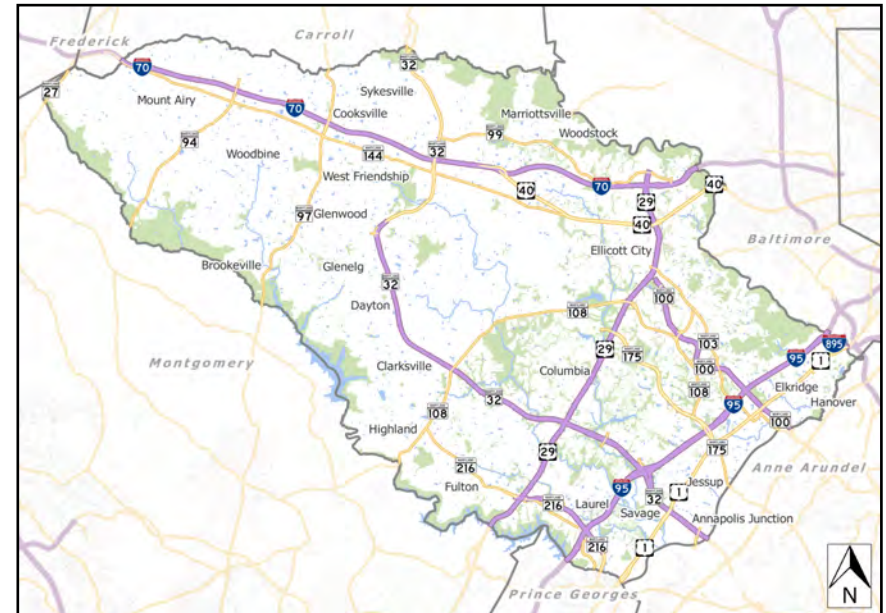 Frederick
Carroll
70
32
27
Mount Airy
Sykesville
70
Cooksville
Marriottsville
94
99
Woodstock
Woodbine
144
32
West Friendship
70
40
40
29
97
Glenwood
40
Ellicott City
Baltimore
Brookeville
Glenelg
32
Dayton
100
108
103
895
29
175
95
1
Montgomery
Clarksville
Columbia
100
Elkridge
32
108
95
Hanover
108
100
Highland
29
175
216
Anne Arundel
Fulton
95
Jessup
1
Laurel
32
216
Savage
Annapolis Junction
216
1
Prince Georges
N